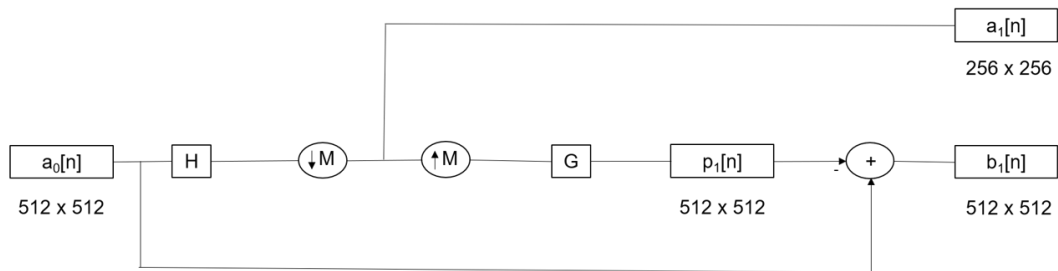 a₁[n]
256 x 256
a₀[n] H ↓M ↑M G p₁[n] - + b₁[n]
512 x 512 512 x 512 512 x 512